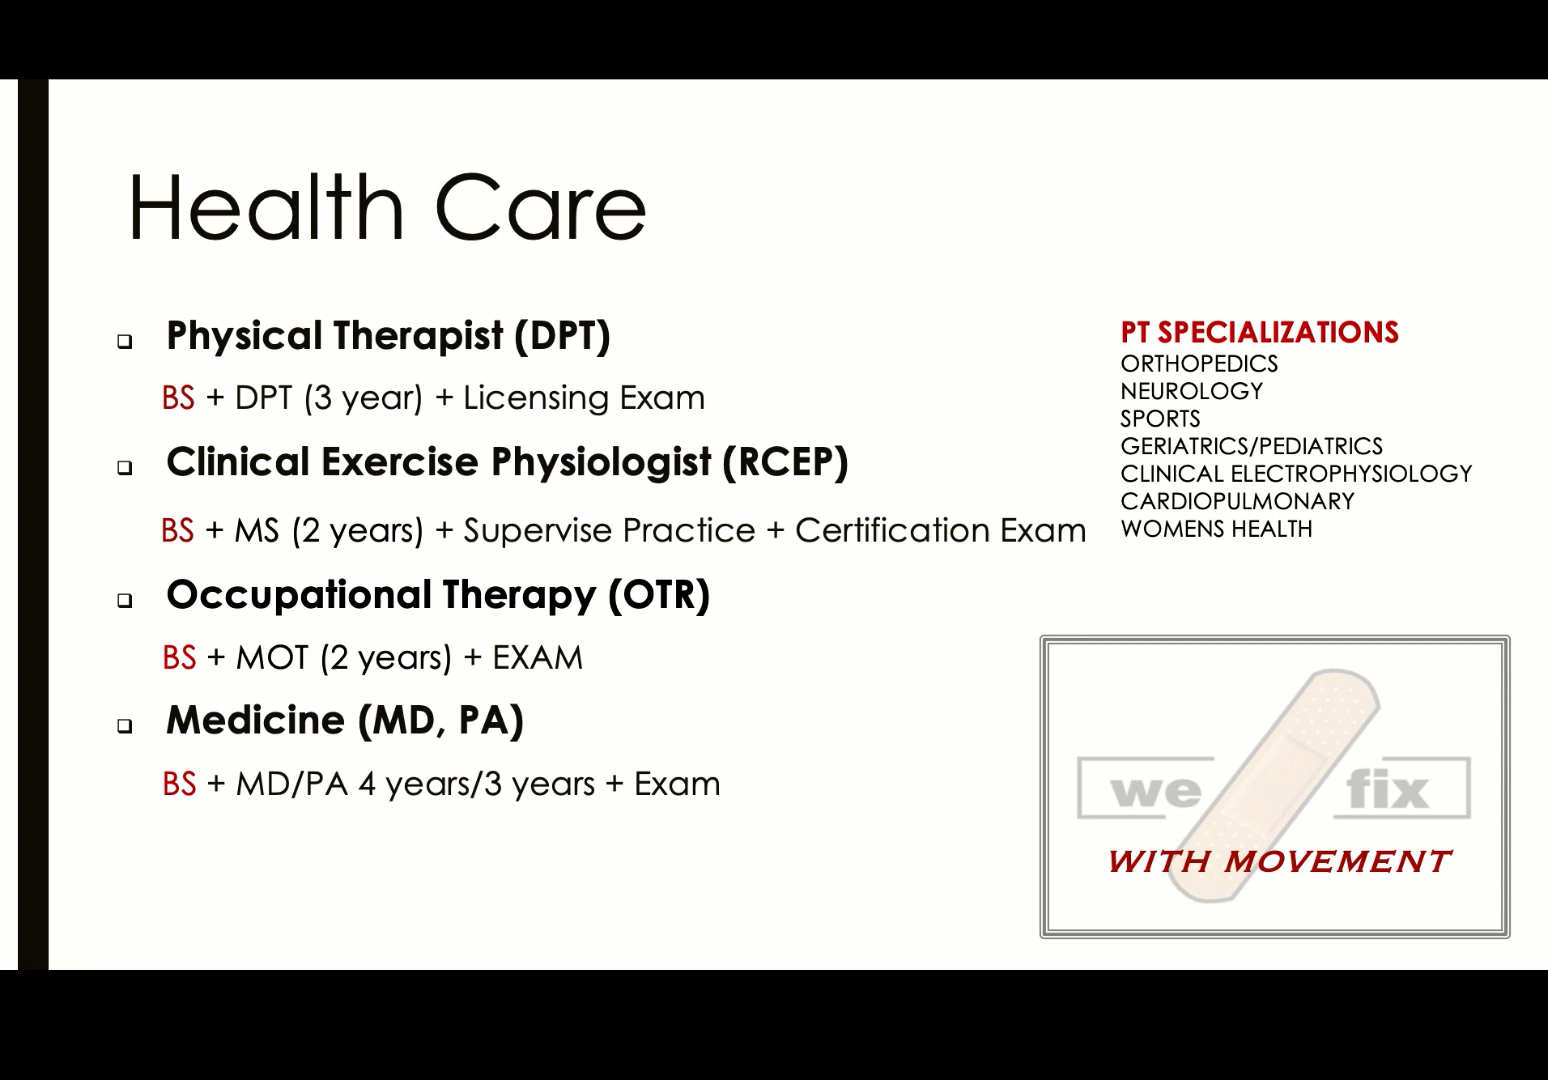 Health Care
Physical Therapist (DPT)
BS + DPT (3 year) + Licensing Exam
Clinical Exercise Physiologist (RCEP)
BS + MS (2 years) + Supervise Practice + Certification Exam
Occupational Therapy (OTR)
BS + MOT (2 years) + EXAM
Medicine (MD, PA)
BS + MD/PA 4 years/3 years + Exam
PT SPECIALIZATIONS
ORTHOPEDICS
NEUROLOGY
SPORTS
GERIATRICS/PEDIATRICS
CLINICAL ELECTROPHYSIOLOGY
CARDIOPULMONARY
WOMENS HEALTH
we fix
WITH MOVEMENT